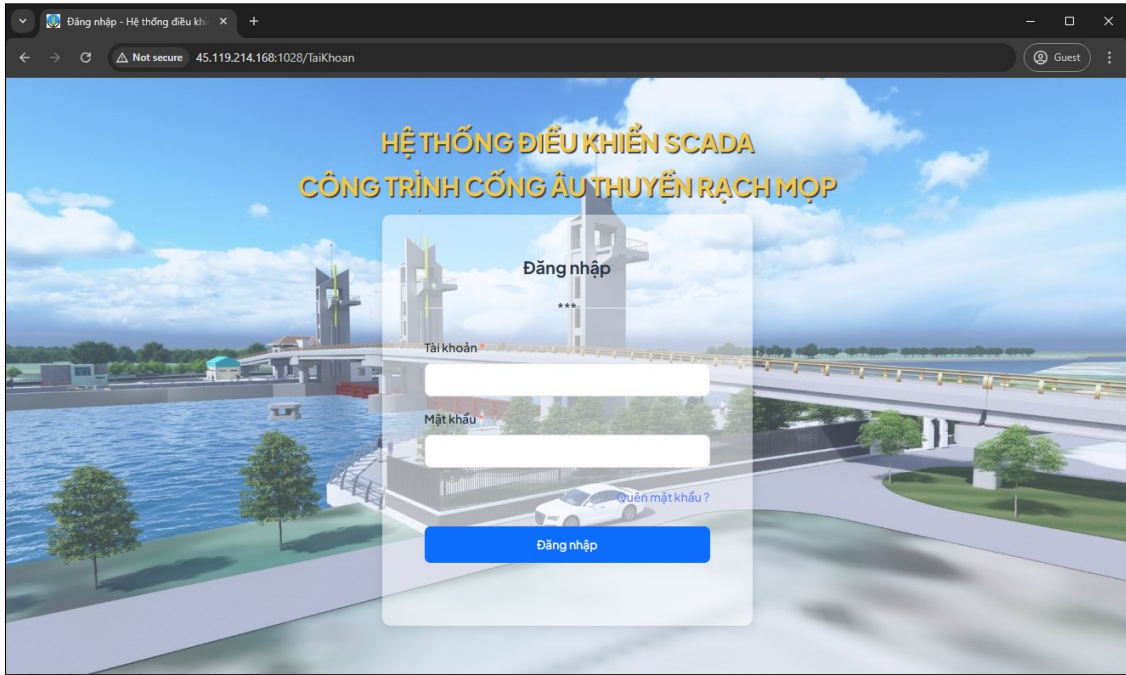 Đăng nhập - Hệ thống điều khi
Not secure 45.119.214.168:1028/TaiKhoan
Guest
HỆ THỐNG ĐIỀU KHIỂN SCADA
CÔNG TRÌNH CỐNG ÂU THUYỀN RẠCH MỌP
Đăng nhập
***
Tài khoản *
Mật khẩu *
Quên mật khẩu ?
Đăng nhập